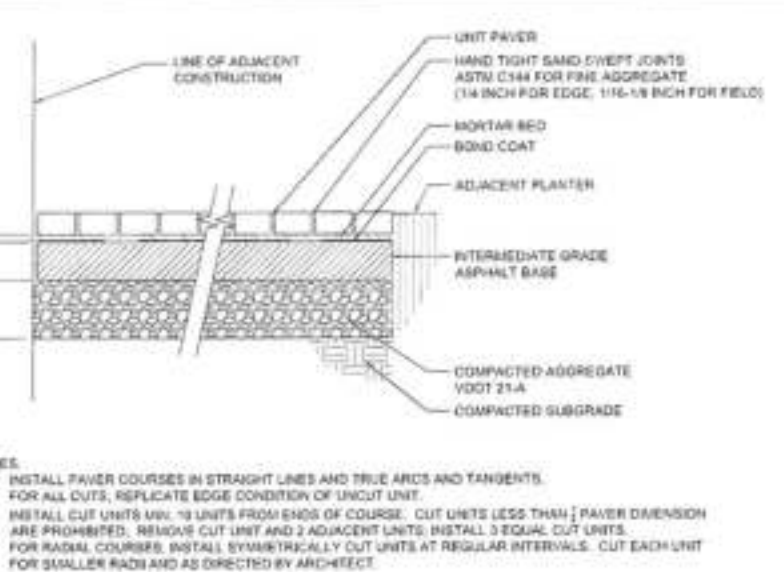 LINE OF ADJACENT
CONSTRUCTION
UNIT PAVER
HAND TIGHT SAND SWEPT JOINTS
ASTM C144 FOR FINE AGGREGATE
(1/4 INCH FOR EDGE, 1/16-1/8 INCH FOR FIELD)
MORTAR BED
BOND COAT
ADJACENT PLANTER
INTERMEDIATE GRADE
ASPHALT BASE
COMPACTED AGGREGATE
VDOT 21-A
COMPACTED SUBGRADE
ES
INSTALL PAVER COURSES IN STRAIGHT LINES AND TRUE ARCS AND TANGENTS.
FOR ALL CUTS, REPLICATE EDGE CONDITION OF UNCUT UNIT.
INSTALL CUT UNITS MIN. 10 UNITS FROM ENDS OF COURSE. CUT UNITS LESS THAN PAVER DIMENSION
ARE PROHIBITED. REMOVE CUT UNIT AND 2 ADJACENT UNITS; INSTALL 3 EQUAL CUT UNITS.
FOR RADIAL COURSES, INSTALL SYMMETRICALLY CUT UNITS AT REGULAR INTERVALS. CUT EACH UNIT
FOR SMALLER RADII AND AS DIRECTED BY ARCHITECT.